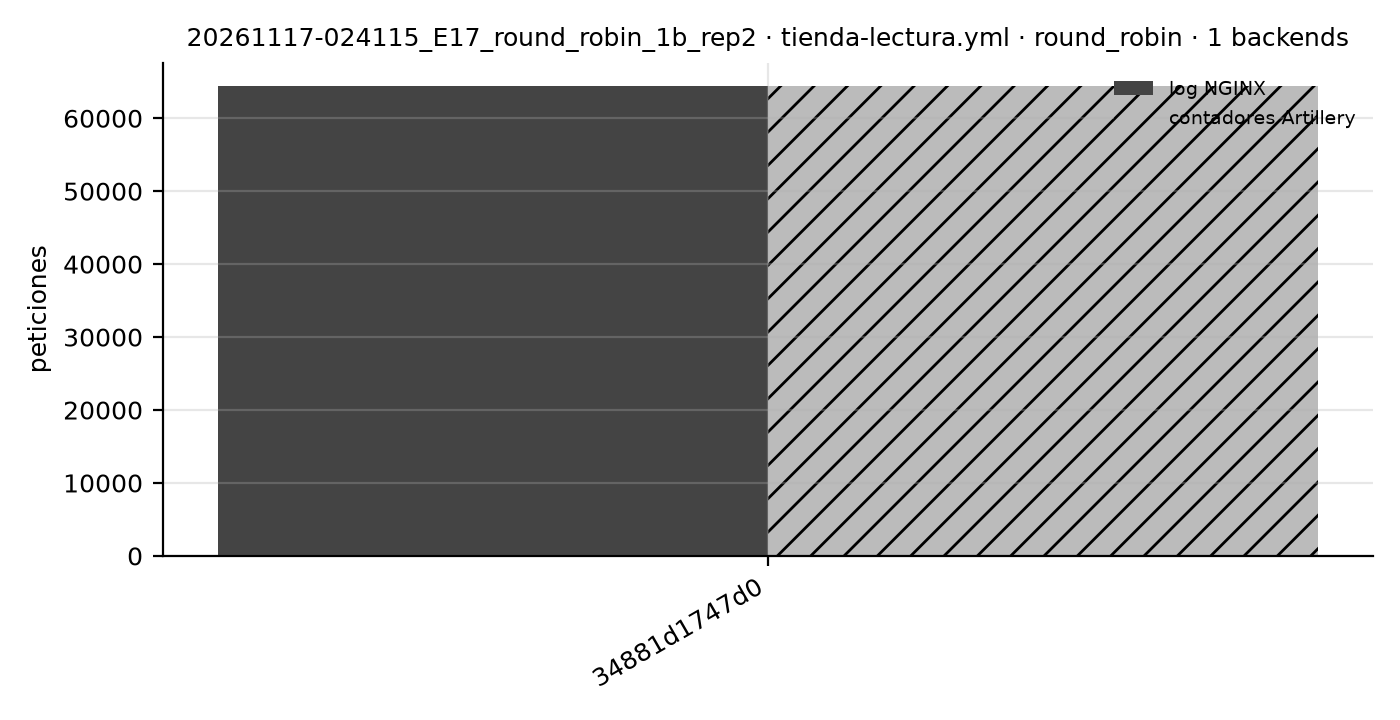 20261117-024115_E17_round_robin_1b_rep2 · tienda-lectura.yml · round_robin · 1 backends
log NGINX
contadores Artillery
60000
50000
40000
30000
20000
10000
0
peticiones
34881d1747d0